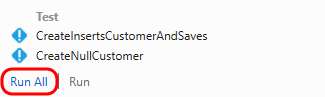 Test
CreateInsertsCustomerAndSaves
CreateNullCustomer
Run All | Run